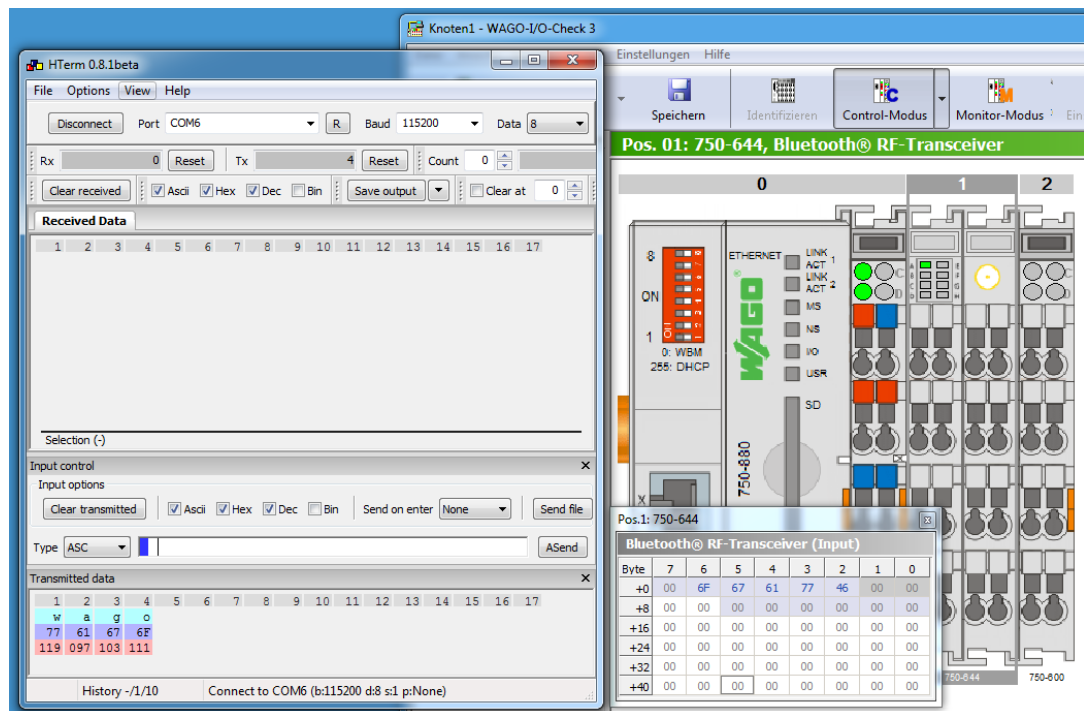 Knoten1 - WAGO-I/O-Check 3
Einstellungen Hilfe
Speichern Identifizieren Control-Modus Monitor-Modus Ein
Pos. 01: 750-644, Bluetooth® RF-Transceiver
0 1 2
8
ON
1
0: WBM
255: DHCP
ETHERNET
LINK
ACT 1
LINK
ACT 2
MS
NS
I/O
USR
SD
WAGO
750-880
X
C
D
A
B
C
D
E
F
G
H
C
D
750-644 750-600
HTerm 0.8.1beta
File Options View Help
Disconnect Port COM6 R Baud 115200 Data 8
Rx 0 Reset Tx 4 Reset Count 0
Clear received Ascii Hex Dec Bin Save output Clear at 0
Received Data
1 2 3 4 5 6 7 8 9 10 11 12 13 14 15 16 17
Selection (-)
Input control
Input options
Clear transmitted Ascii Hex Dec Bin Send on enter None Send file
Type ASC ASend
Transmitted data
1 2 3 4 5 6 7 8 9 10 11 12 13 14 15 16 17
w a g o
77 61 67 6F
119 097 103 111
History -/1/10 Connect to COM6 (b:115200 d:8 s:1 p:None)
Pos.1: 750-644
Bluetooth® RF-Transceiver (Input)
Byte 7 6 5 4 3 2 1 0
+0 00 6F 67 61 77 46 00 00
+8 00 00 00 00 00 00 00 00
+16 00 00 00 00 00 00 00 00
+24 00 00 00 00 00 00 00 00
+32 00 00 00 00 00 00 00 00
+40 00 00 00 00 00 00 00 00